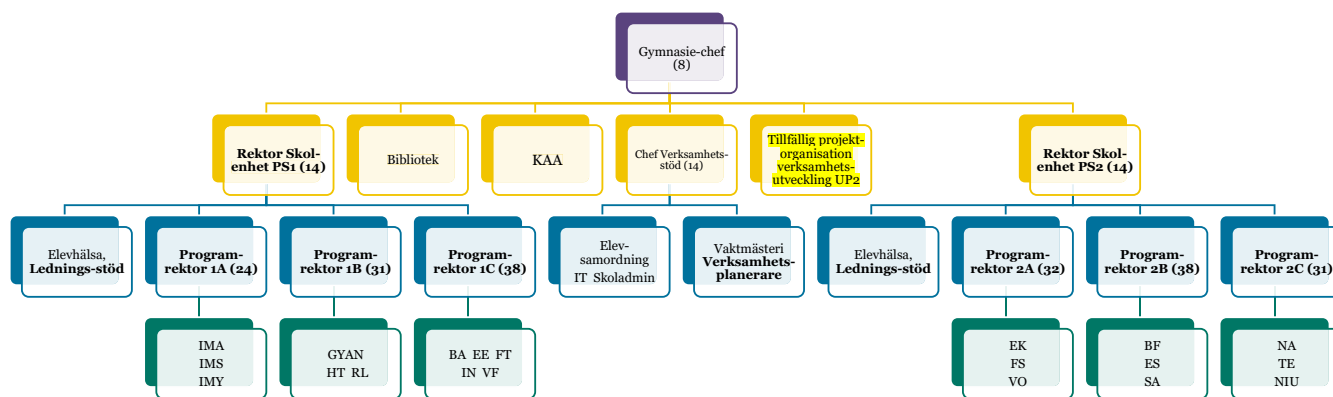 Gymnasie-chef
(8)
Rektor Skol-
enhet PS1 (14)
Bibliotek
KAA
Chef Verksamhets-
stöd (14)
Tillfällig projekt-
organisation
verksamhets-
utveckling UP2
Rektor Skol-
enhet PS2 (14)
Elevhälsa,
Lednings-stöd
Program-
rektor 1A (24)
Program-
rektor 1B (31)
Program-
rektor 1C (38)
Elev-
samordning
IT Skoladmin
Vaktmästeri
Verksamhets-
planerare
Elevhälsa,
Lednings-stöd
Program-
rektor 2A (32)
Program-
rektor 2B (38)
Program-
rektor 2C (31)
IMA
IMS
IMY
GYAN
HT RL
BA EE FT
IN VF
EK
FS
VO
BF
ES
SA
NA
TE
NIU